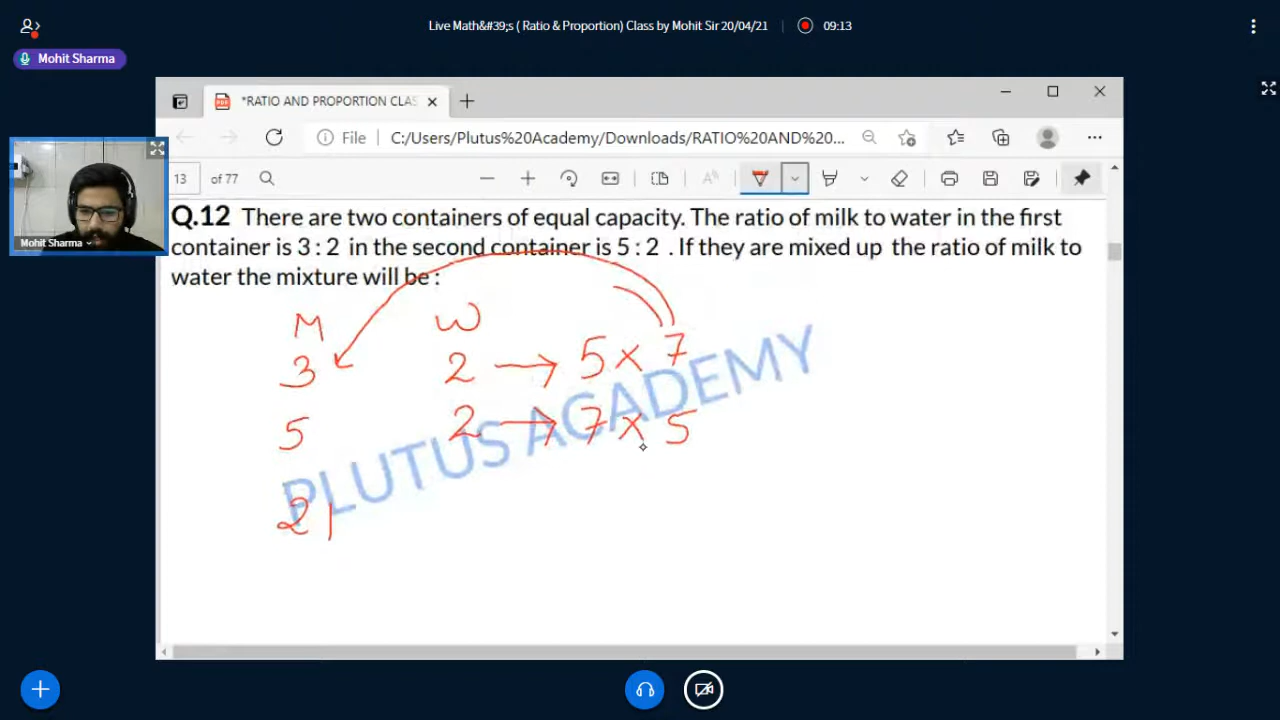 Live Math&#39;s ( Ratio & Proportion) Class by Mohit Sir 20/04/21
09:13
Mohit Sharma
*RATIO AND PROPORTION CLAS
File
C:/Users/Plutus%20Academy/Downloads/RATIO%20AND%20...
13 of 77
Mohit Sharma
Q.12 There are two containers of equal capacity. The ratio of milk to water in the first
container is 3 : 2 in the second container is 5 : 2 . If they are mixed up the ratio of milk to
water the mixture will be :
M W
3 2 → 5 × 7
5 2 → 7 × 5
21
PLUTUS ACADEMY